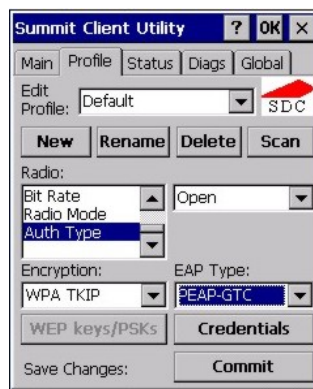 Summit Client Utility ? OK ×
Main Profile Status Diags Global
Edit
Profile: Default
SDC
New Rename Delete Scan
Radio:
Bit Rate
Radio Mode
Auth Type
Open
Encryption: EAP Type:
WPA TKIP PEAP-GTC
WEP keys/PSKs Credentials
Save Changes: Commit